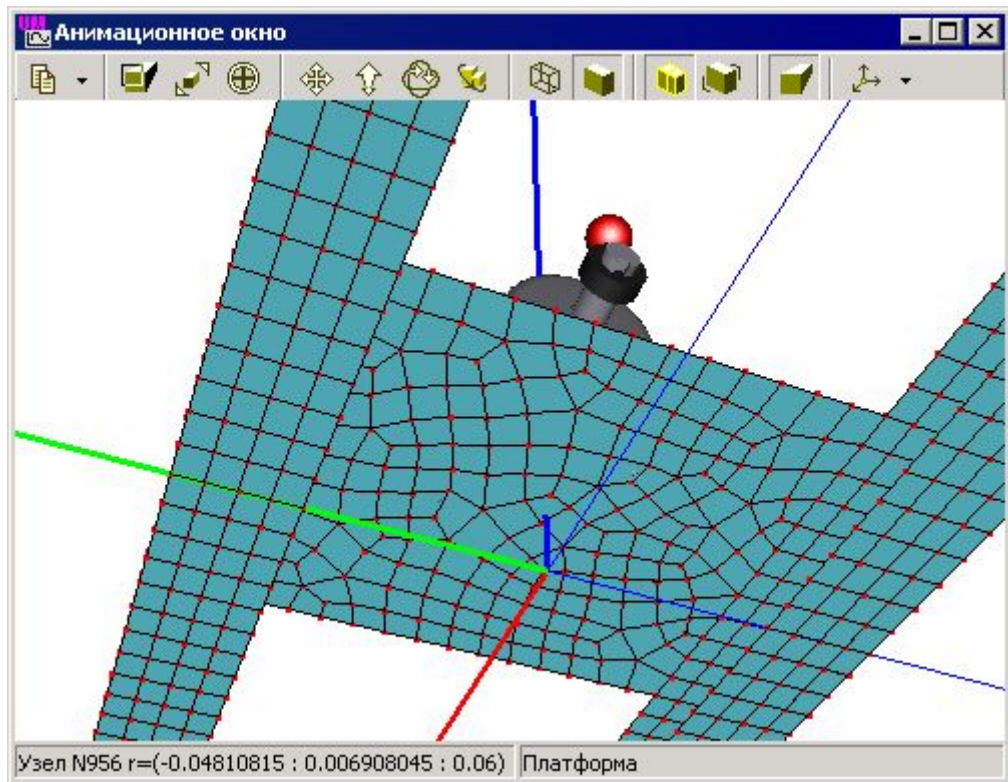 Анимационное окно
Узел N956 r=(-0.04810815 : 0.006908045 : 0.06)
Платформа